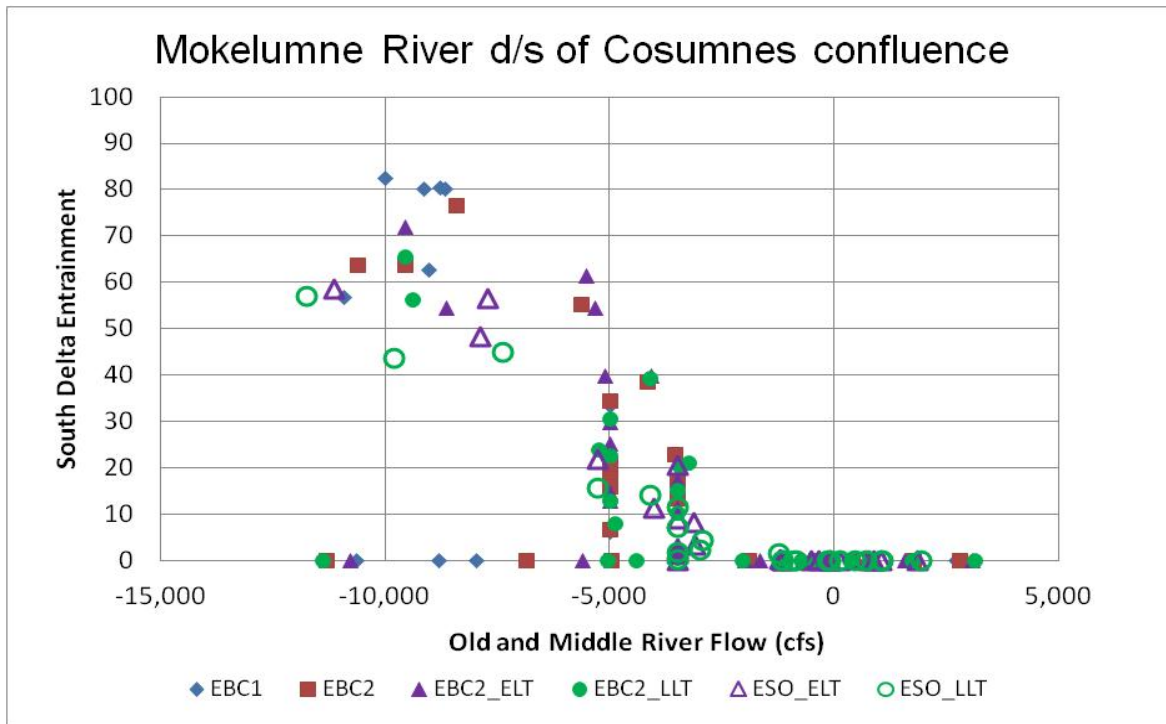 Mokelumne River d/s of Cosumnes confluence
South Delta Entrainment
100
90
80
70
60
50
40
30
20
10
0
-15,000 -10,000 -5,000 0 5,000
Old and Middle River Flow (cfs)
EBC1 EBC2 EBC2_ELT EBC2_LLT ESO_ELT ESO_LLT